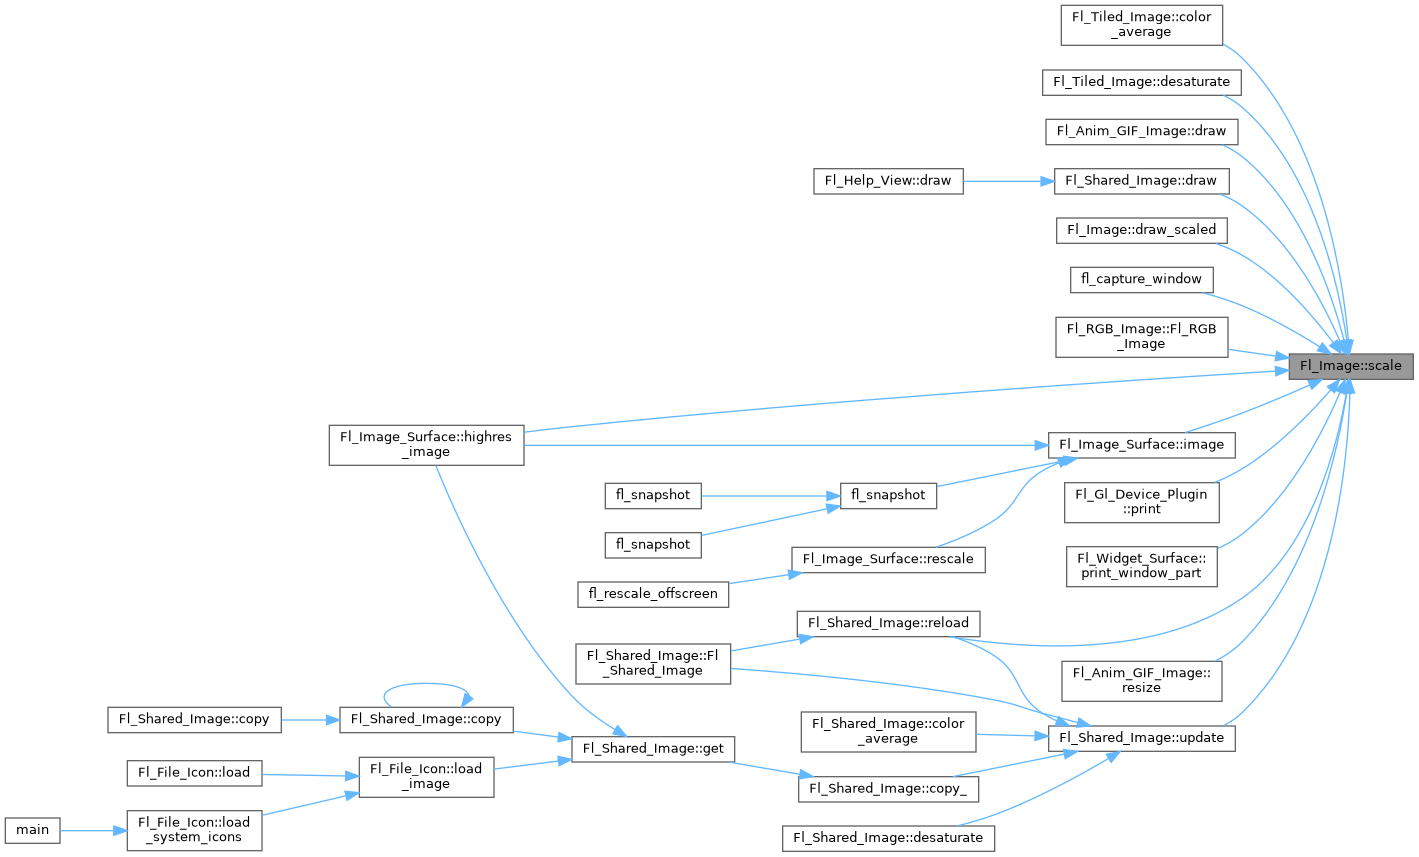 Fl_Tiled_Image::color
_average
Fl_Tiled_Image::desaturate
Fl_Anim_GIF_Image::draw
Fl_Help_View::draw
Fl_Shared_Image::draw
Fl_Image::draw_scaled
fl_capture_window
Fl_RGB_Image::Fl_RGB
_Image
Fl_Image::scale
Fl_Image_Surface::highres
_image
Fl_Image_Surface::image
fl_snapshot
fl_snapshot
Fl_Gl_Device_Plugin
::print
fl_snapshot
Fl_Image_Surface::rescale
Fl_Widget_Surface::
print_window_part
fl_rescale_offscreen
Fl_Shared_Image::reload
Fl_Shared_Image::Fl
_Shared_Image
Fl_Anim_GIF_Image::
resize
Fl_Shared_Image::copy
Fl_Shared_Image::copy
Fl_Shared_Image::color
_average
Fl_Shared_Image::update
Fl_Shared_Image::get
Fl_File_Icon::load
Fl_File_Icon::load
_image
Fl_Shared_Image::copy_
main
Fl_File_Icon::load
_system_icons
Fl_Shared_Image::desaturate